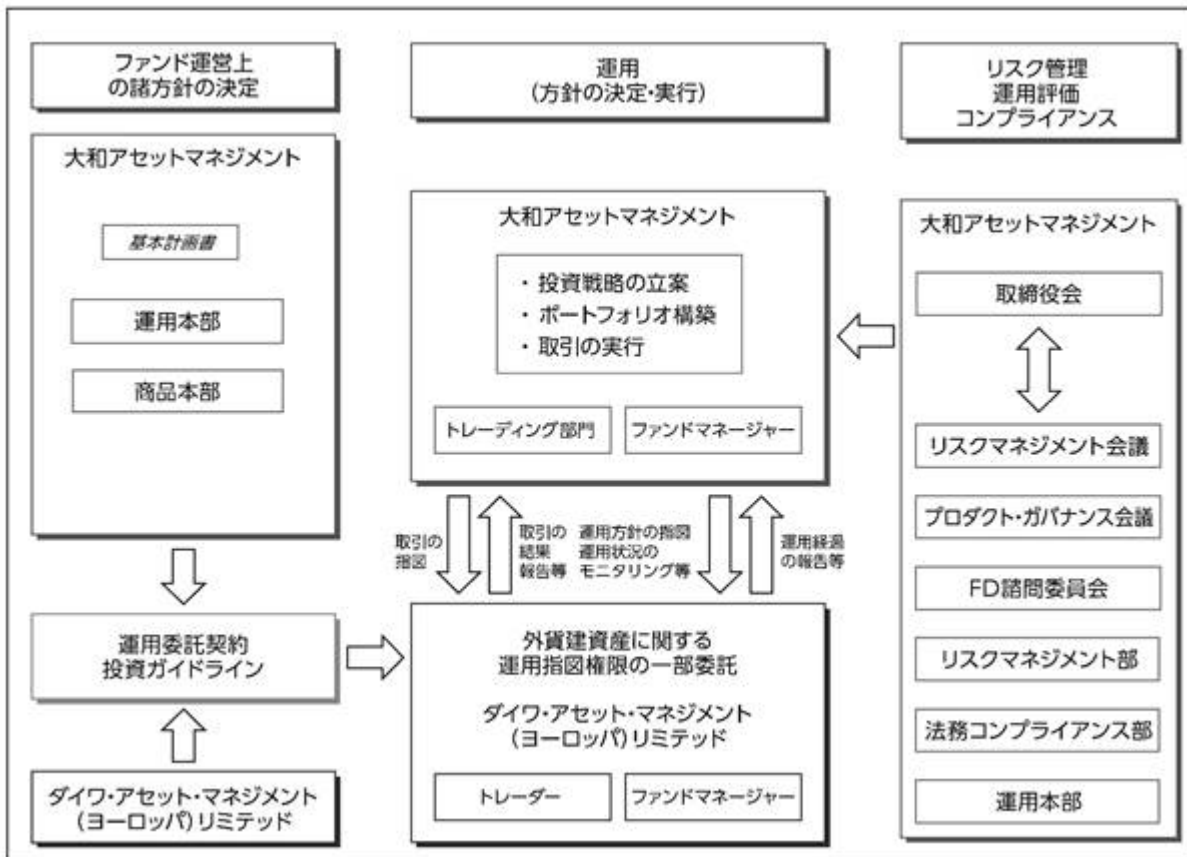 ファンド運営上
の諸方針の決定
大和アセットマネジメント
基本計画書
運用本部
商品本部
運用委託契約
投資ガイドライン
ダイワ・アセット・マネジメント
(ヨーロッパ)リミテッド
運用
(方針の決定・実行)
大和アセットマネジメント
・投資戦略の立案
・ポートフォリオ構築
・取引の実行
トレーディング部門
ファンドマネージャー
取引の
指図
取引の
結果
報告等
運用方針の指図
運用状況の
モニタリング等
運用経過
の報告等
外貨建資産に関する
運用指図権限の一部委託
ダイワ・アセット・マネジメント
(ヨーロッパ)リミテッド
トレーダー
ファンドマネージャー
リスク管理
運用評価
コンプライアンス
大和アセットマネジメント
取締役会
リスクマネジメント会議
プロダクト・ガバナンス会議
FD諮問委員会
リスクマネジメント部
法務コンプライアンス部
運用本部